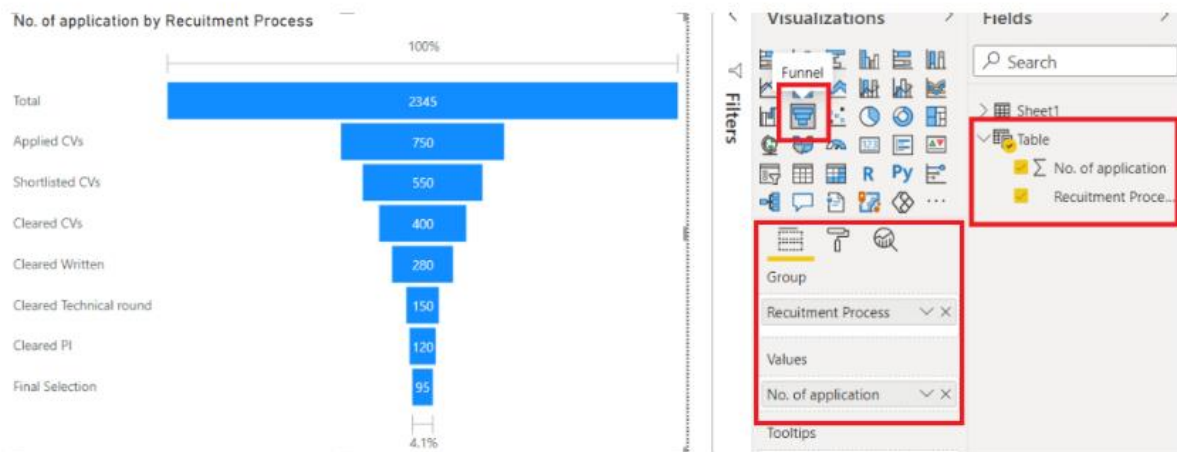 No. of application by Recuitment Process
100%
Total
2345
Applied CVs
750
Shortlisted CVs
550
Cleared CVs
400
Cleared Written
280
Cleared Technical round
150
Cleared PI
120
Final Selection
95
4.1%
Filters
Visualizations
Funnel
123
R
Py
...
Group
Recuitment Process
Values
No. of application
Tooltips
Fields
Search
Sheet1
Table
No. of application
Recuitment Proce...